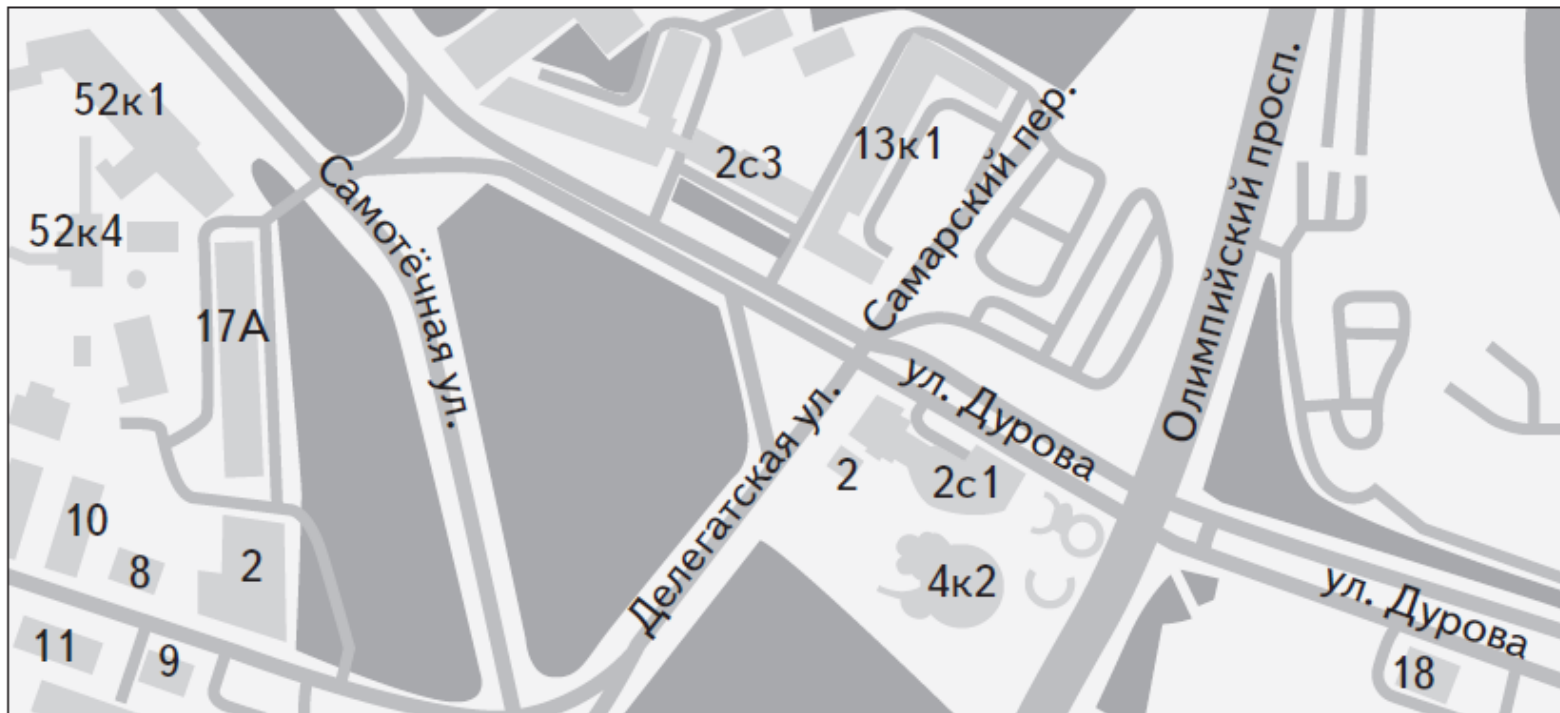 52к1
2с3
13к1
Самарский пер.
Олимпийский просп.
Самотёчная ул.
52к4
17А
ул. Дурова
Делегатская ул.
2
2с1
10
8
2
4к2
ул. Дурова
11
9
18